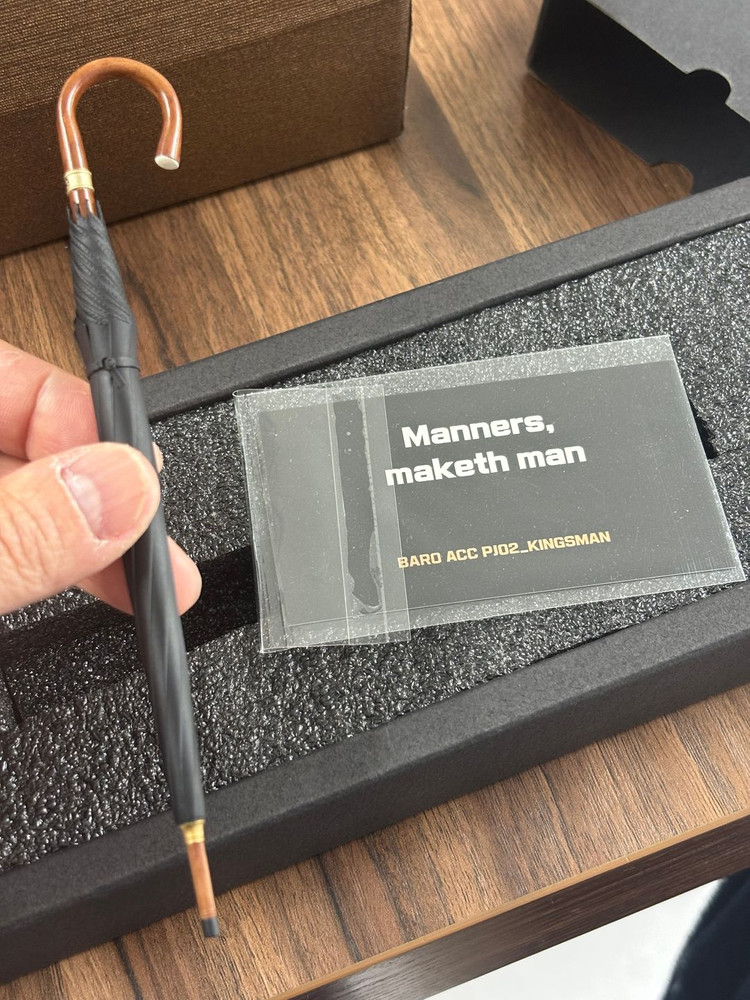 Manners,
maketh man
BARO ACC PJ02_KINGSMAN